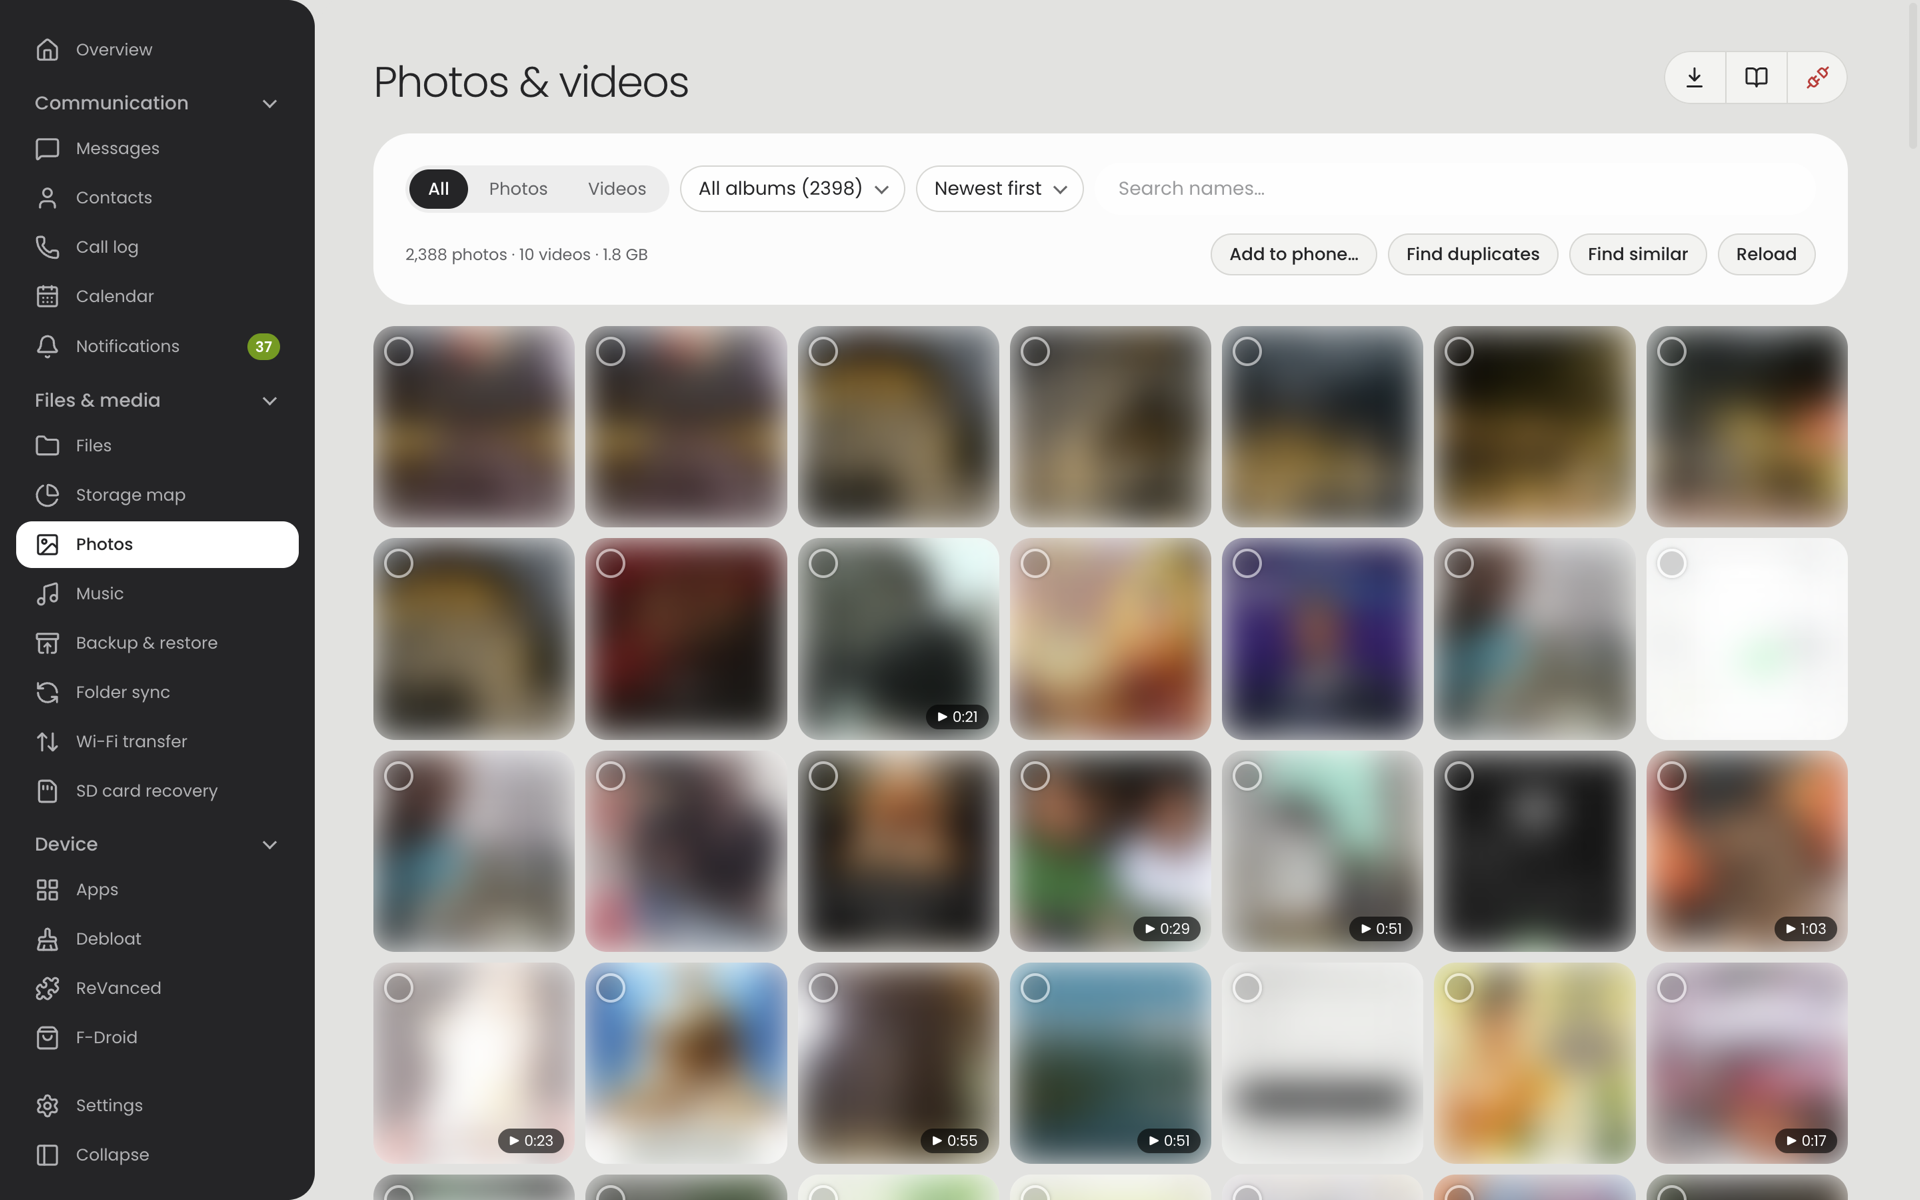 Overview
Communication
Messages
Contacts
Call log
Calendar
Notifications 37
Files & media
Files
Storage map
Photos
Music
Backup & restore
Folder sync
Wi-Fi transfer
SD card recovery
Device
Apps
Debloat
ReVanced
F-Droid
Settings
Collapse
Photos & videos
All Photos Videos All albums (2398) Newest first Search names...
2,388 photos · 10 videos · 1.8 GB Add to phone... Find duplicates Find similar Reload
0:21
0:29 0:51 1:03
0:23 0:55 0:51 0:17